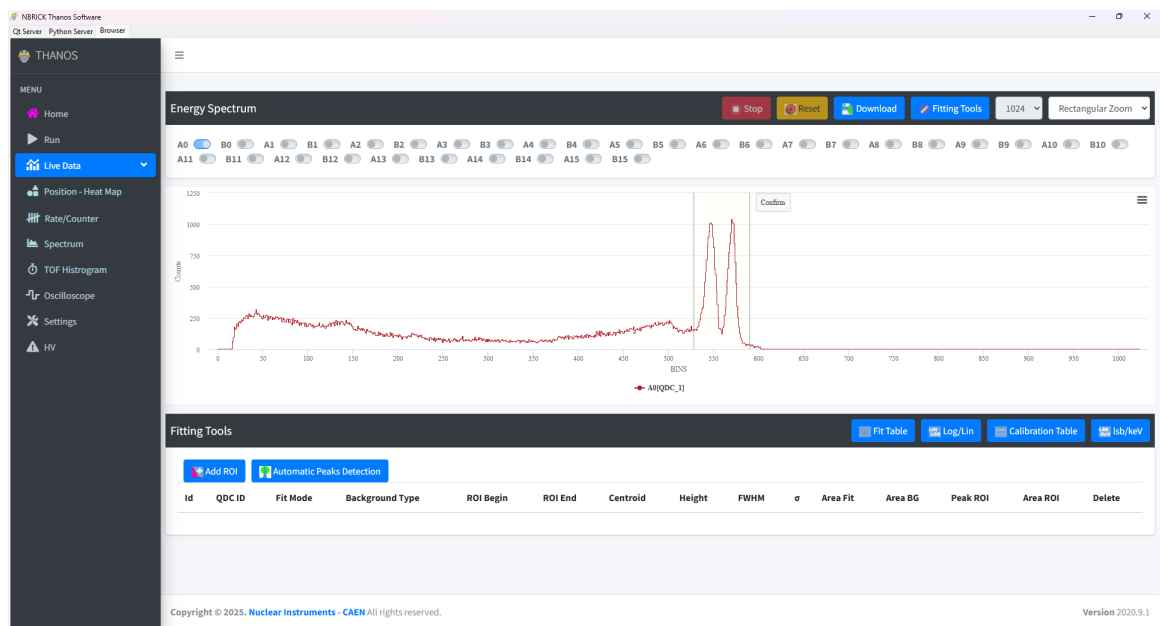 NBRICK Thanos Software
Qt Server Python Server Browser
THANOS
MENU
Home
Run
Live Data
Position - Heat Map
Rate/Counter
Spectrum
TOF Histrogram
Oscilloscope
Settings
HV
Energy Spectrum
Stop Reset Download Fitting Tools 1024 Rectangular Zoom
A0 B0 A1 B1 A2 B2 A3 B3 A4 B4 A5 B5 A6 B6 A7 B7 A8 B8 A9 B9 A10 B10
A11 B11 A12 B12 A13 B13 A14 B14 A15 B15
Confirm
1250
1000
750
500
250
0
Counts
0 50 100 150 200 250 300 350 400 450 500 550 600 650 700 750 800 850 900 950 1000
BINS
A0[QDC_1]
Fitting Tools
Fit Table Log/Lin Calibration Table lsb/keV
Add ROI Automatic Peaks Detection
Id QDC ID Fit Mode Background Type ROI Begin ROI End Centroid Height FWHM σ Area Fit Area BG Peak ROI Area ROI Delete
Copyright © 2025. Nuclear Instruments - CAEN All rights reserved.
Version 2020.9.1